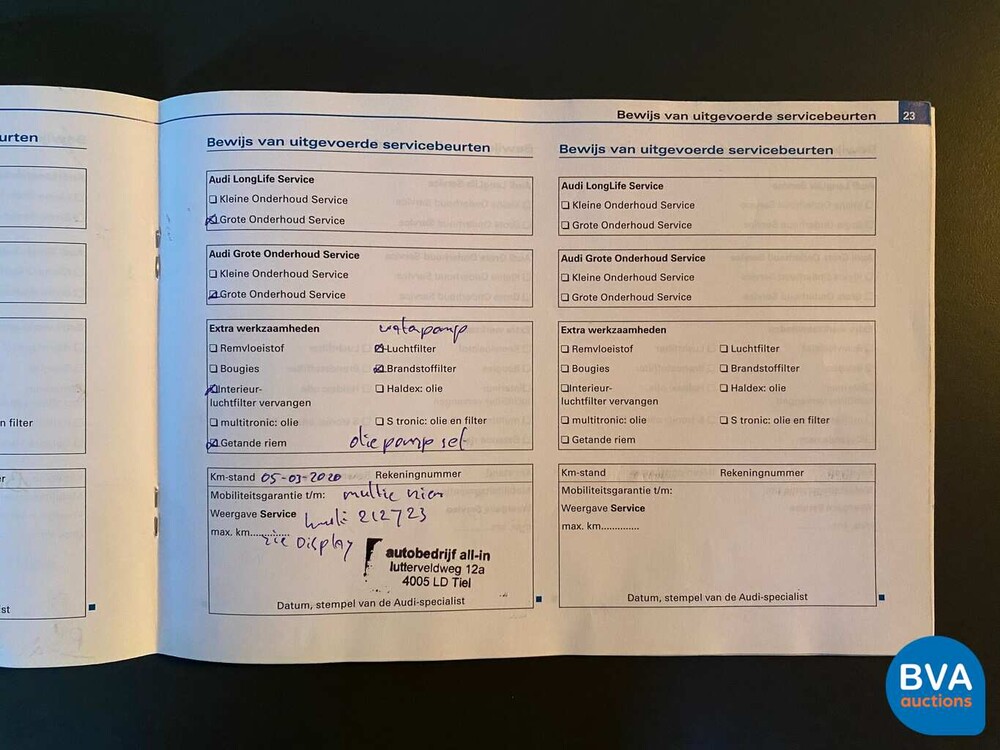 urten
n filter
er
st
Bewijs van uitgevoerde servicebeurten 23
Bewijs van uitgevoerde servicebeurten
Audi LongLife Service
Kleine Onderhoud Service
Grote Onderhoud Service
Audi Grote Onderhoud Service
Kleine Onderhoud Service
Grote Onderhoud Service
Extra werkzaamheden
Remvloeistof
Luchtfilter
Bougies
Brandstoffilter
Interieur-
luchtfilter vervangen
Haldex: olie
multitronic: olie
S tronic: olie en filter
Getande riem
oliepomp set
Km-stand 05-03-2020 Rekeningnummer
Mobiliteitsgarantie t/m:
Weergave Service 212723
max. km............. zie Display
autobedrijf all-in
lutterveldweg 12a
4005 LD Tiel
Datum, stempel van de Audi-specialist
Bewijs van uitgevoerde servicebeurten
Audi LongLife Service
Kleine Onderhoud Service
Grote Onderhoud Service
Audi Grote Onderhoud Service
Kleine Onderhoud Service
Grote Onderhoud Service
Extra werkzaamheden
Remvloeistof
Luchtfilter
Bougies
Brandstoffilter
Interieur-
luchtfilter vervangen
Haldex: olie
multitronic: olie
S tronic: olie en filter
Getande riem
Km-stand Rekeningnummer
Mobiliteitsgarantie t/m:
Weergave Service
max. km.............
Datum, stempel van de Audi-specialist
BVA
auctions